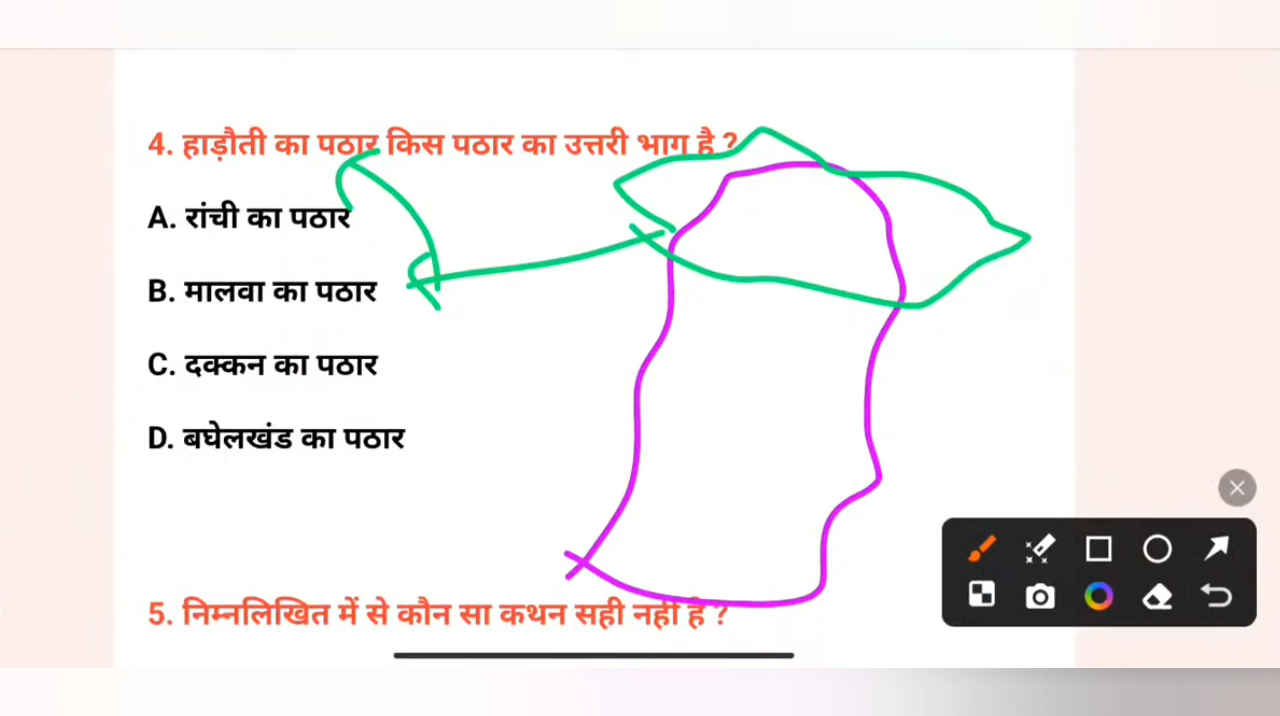 4. हाड़ौती का पठार किस पठार का उत्तरी भाग है ?
A. रांची का पठार
B. मालवा का पठार
C. दक्कन का पठार
D. बघेलखंड का पठार
5. निम्नलिखित में से कौन सा कथन सही नहीं है ?